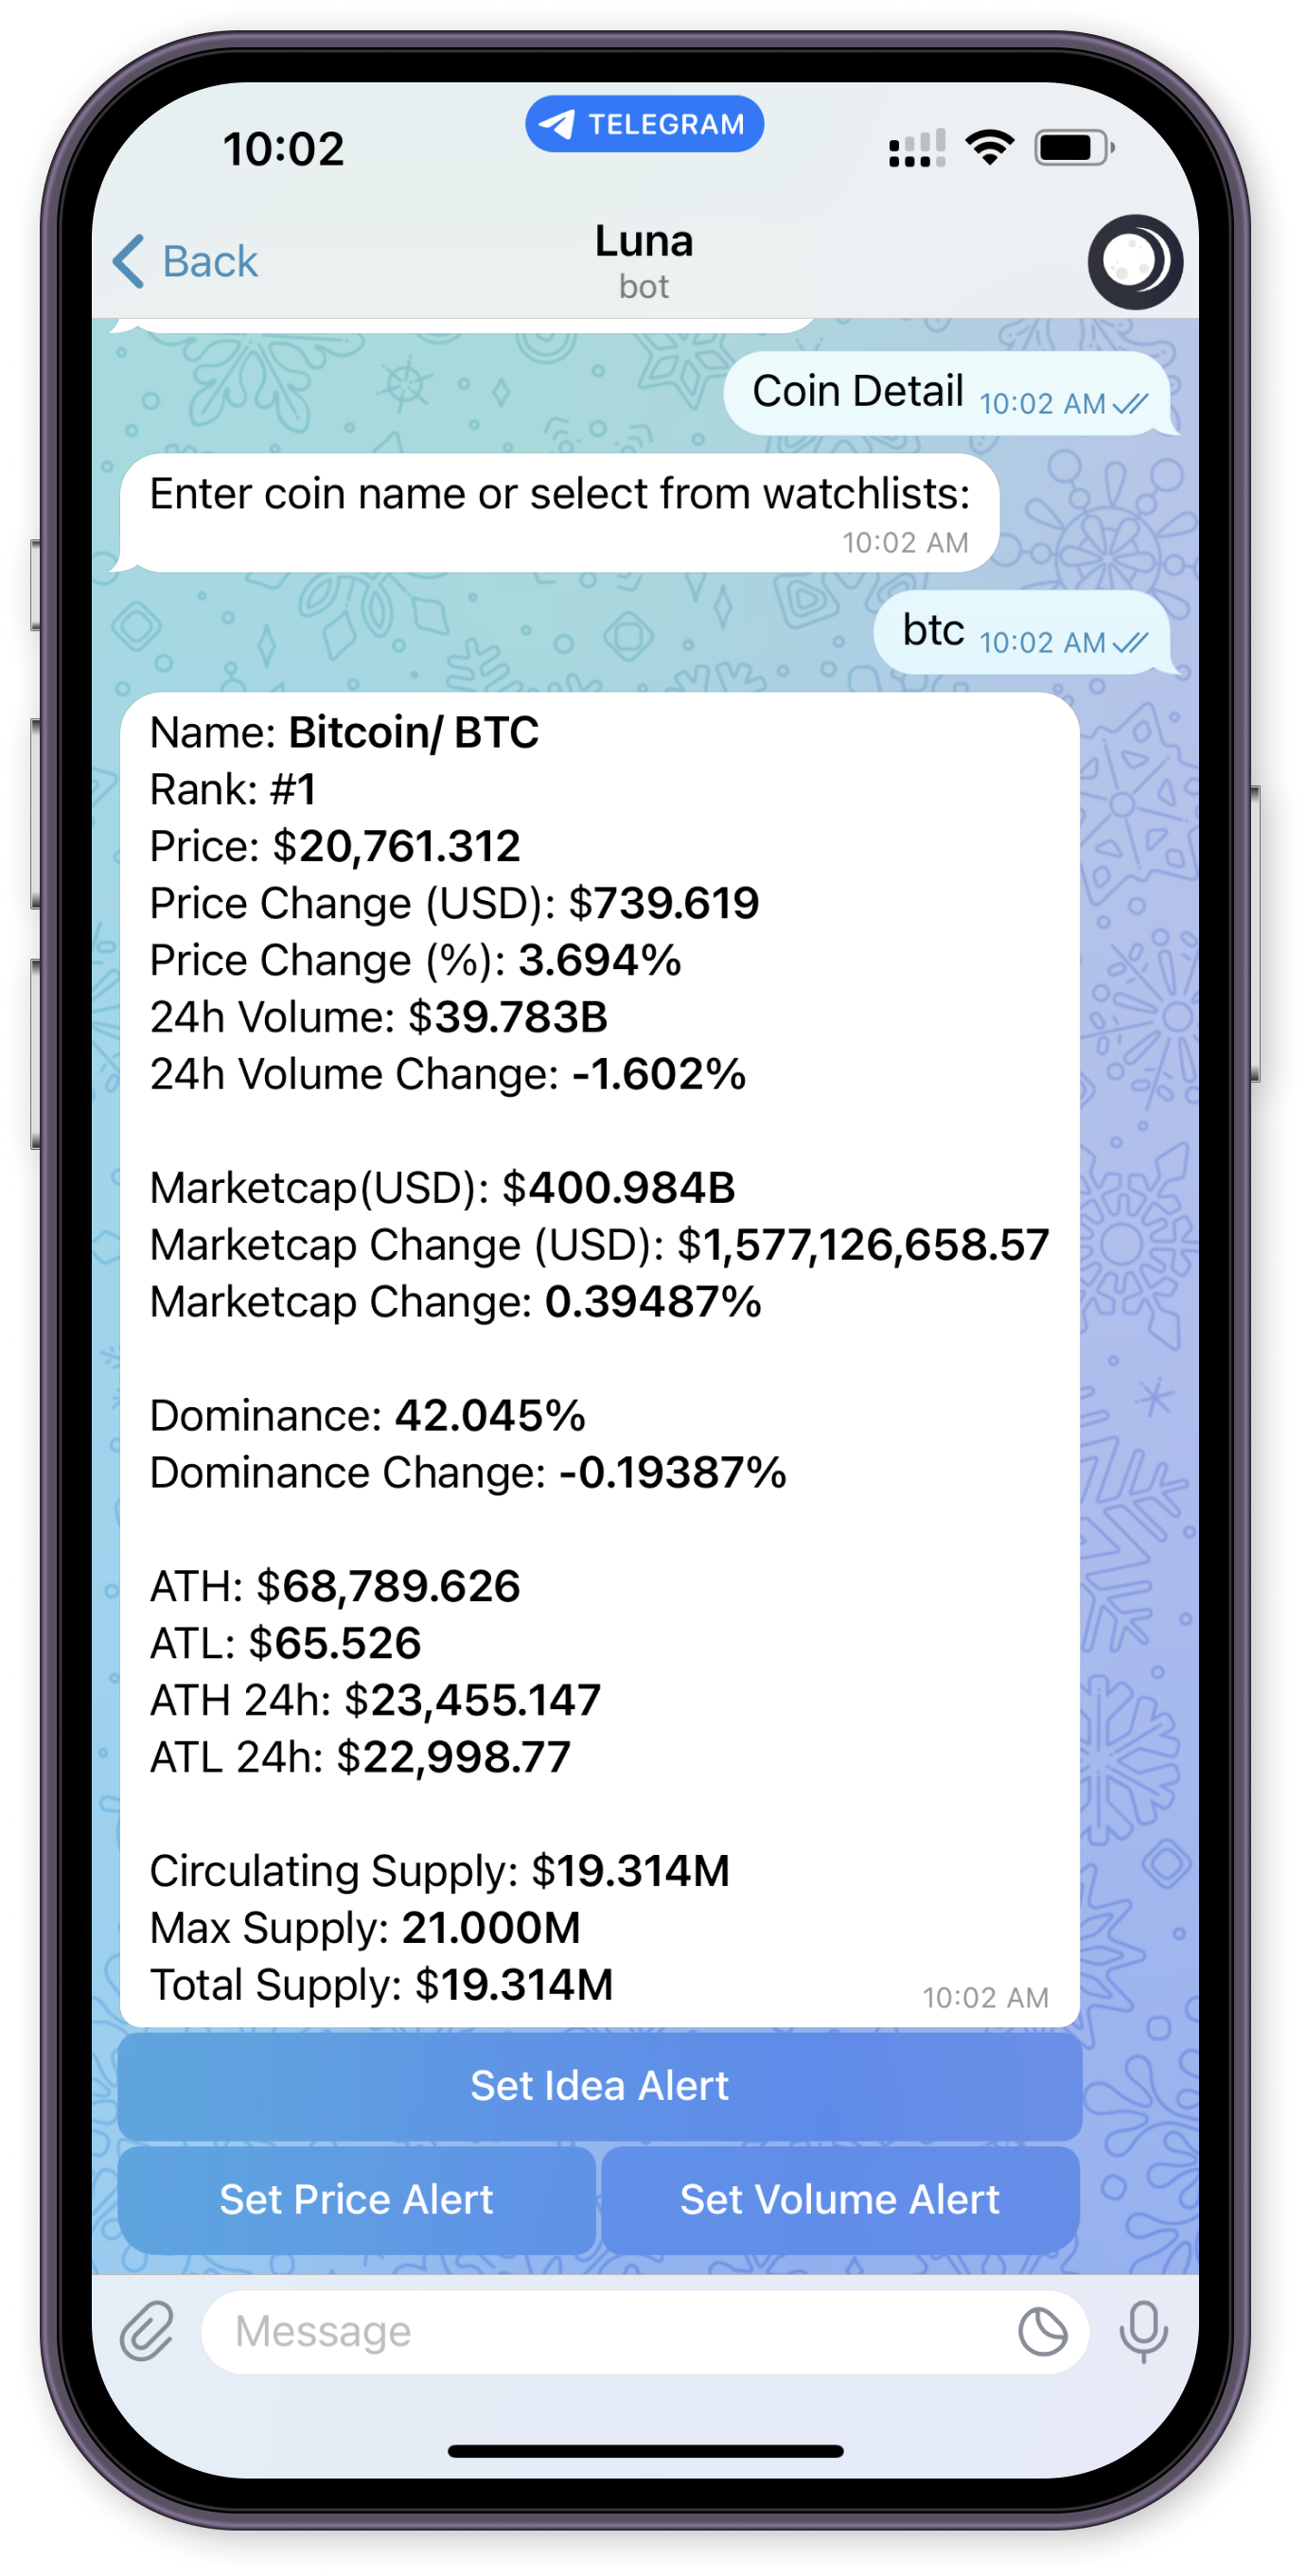 10:02
TELEGRAM
Back
Luna
bot
Coin Detail 10:02 AM
Enter coin name or select from watchlists:
10:02 AM
btc 10:02 AM
Name: Bitcoin/ BTC
Rank: #1
Price: $20,761.312
Price Change (USD): $739.619
Price Change (%): 3.694%
24h Volume: $39.783B
24h Volume Change: -1.602%
Marketcap(USD): $400.984B
Marketcap Change (USD): $1,577,126,658.57
Marketcap Change: 0.39487%
Dominance: 42.045%
Dominance Change: -0.19387%
ATH: $68,789.626
ATL: $65.526
ATH 24h: $23,455.147
ATL 24h: $22,998.77
Circulating Supply: $19.314M
Max Supply: 21.000M
Total Supply: $19.314M
10:02 AM
Set Idea Alert
Set Price Alert
Set Volume Alert
Message